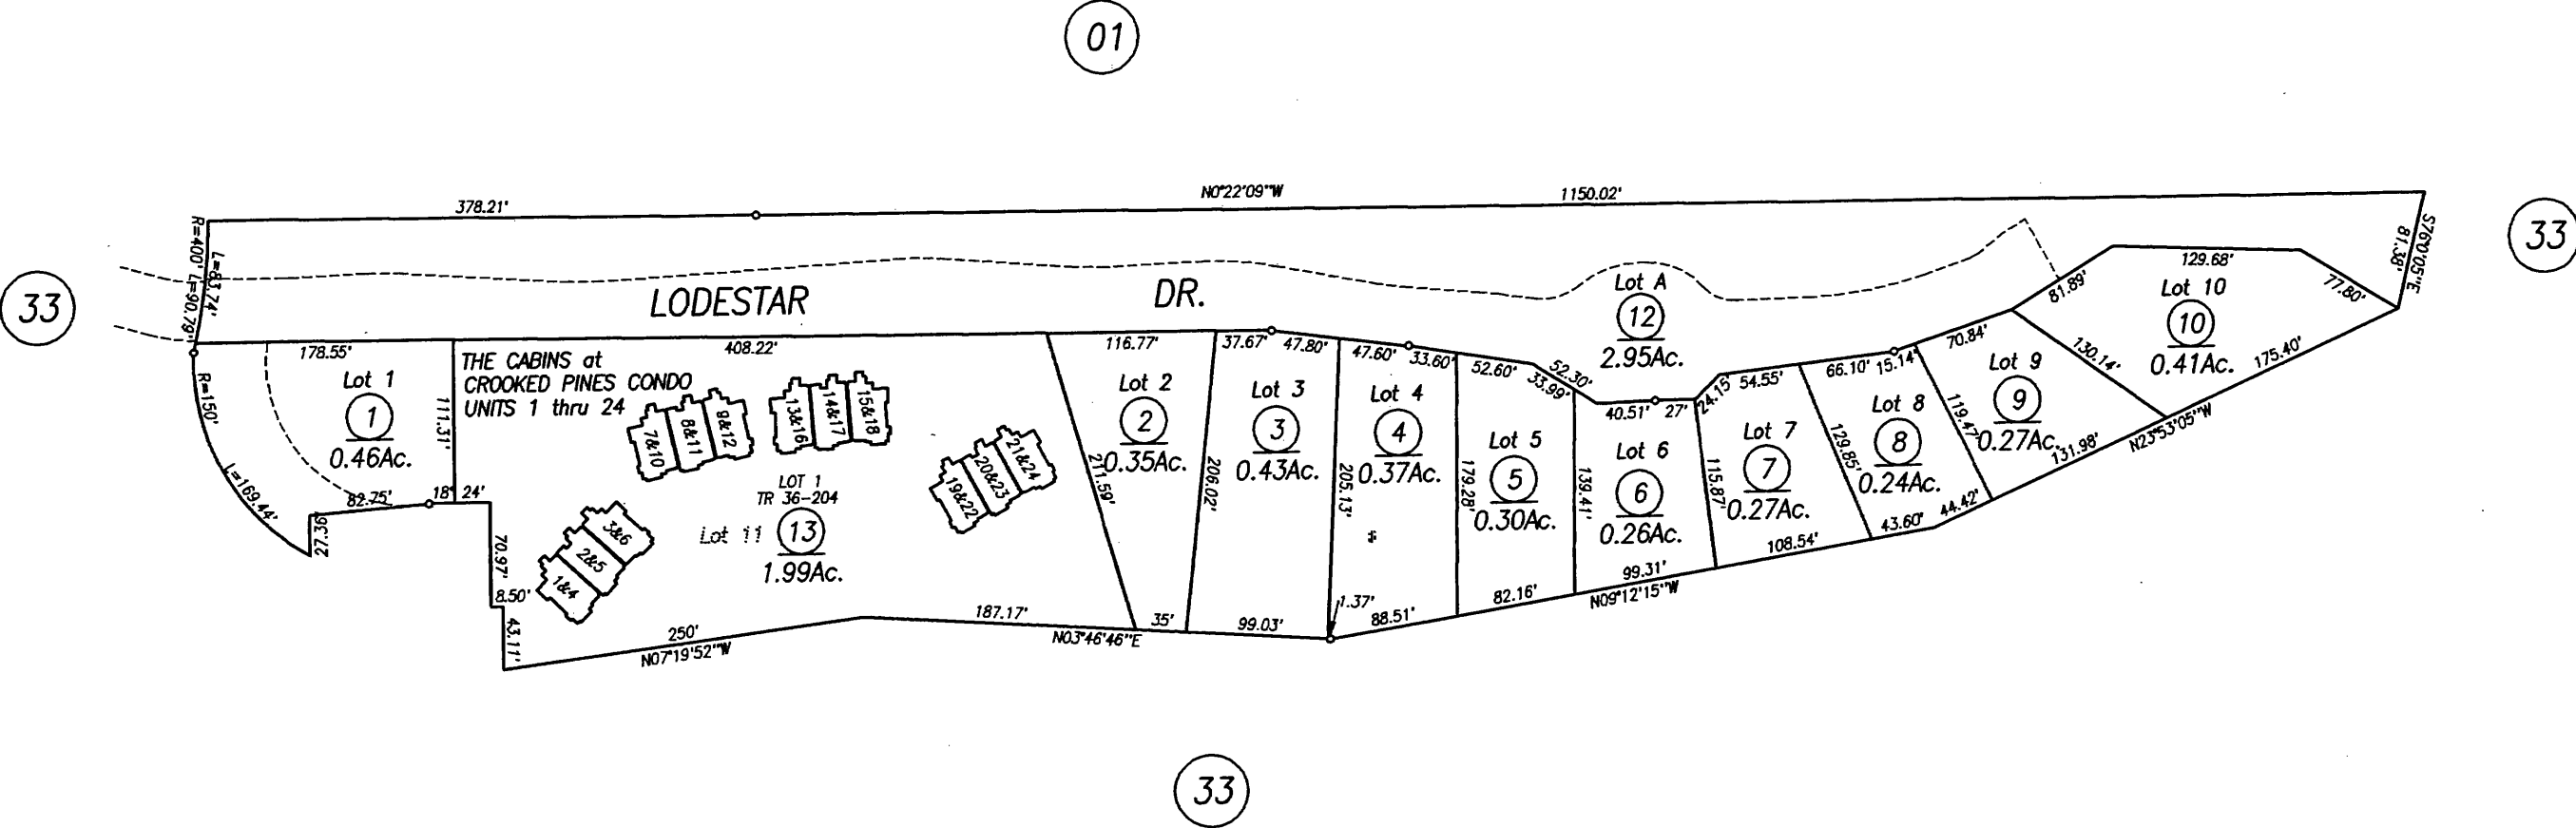 01
378.21'
N0°22'09"W
1150.02'
33
33
R=400' L=90.79'
L=83.74'
S76°0'05"E
81.38'
LODESTAR DR.
Lot A
12
2.95Ac.
129.68'
77.80'
81.89'
Lot 10
10
0.41Ac.
175.40'
130.14'
178.55'
408.22'
116.77'
37.67'
47.80'
47.60'
33.60'
52.60'
52.30'
33.99'
40.51'
27'
24.15'
54.55'
66.10'
15.14'
70.84'
R=150'
L=169.44'
Lot 1
1
0.46Ac.
111.31'
82.75'
18'
24'
27.36'
THE CABINS at
CROOKED PINES CONDO
UNITS 1 thru 24
7&10
8&11
9&12
13&16
14&17
15&18
19&22
20&23
21&24
3&6
2&5
1&4
LOT 1
TR 36-204
Lot 11
13
1.99Ac.
70.97'
8.50'
43.11'
250'
N07°19'52"W
187.17'
N03°46'46"E
211.59'
Lot 2
2
0.35Ac.
35'
206.02'
Lot 3
3
0.43Ac.
99.03'
205.13'
1.37'
Lot 4
4
0.37Ac.
88.51'
179.28'
Lot 5
5
0.30Ac.
82.16'
139.41'
Lot 6
6
0.26Ac.
99.31'
N09°12'15"W
115.87'
Lot 7
7
0.27Ac.
108.54'
129.85'
Lot 8
8
0.24Ac.
43.60'
44.42'
119.47'
Lot 9
9
0.27Ac.
131.98'
N23°53'05"W
33